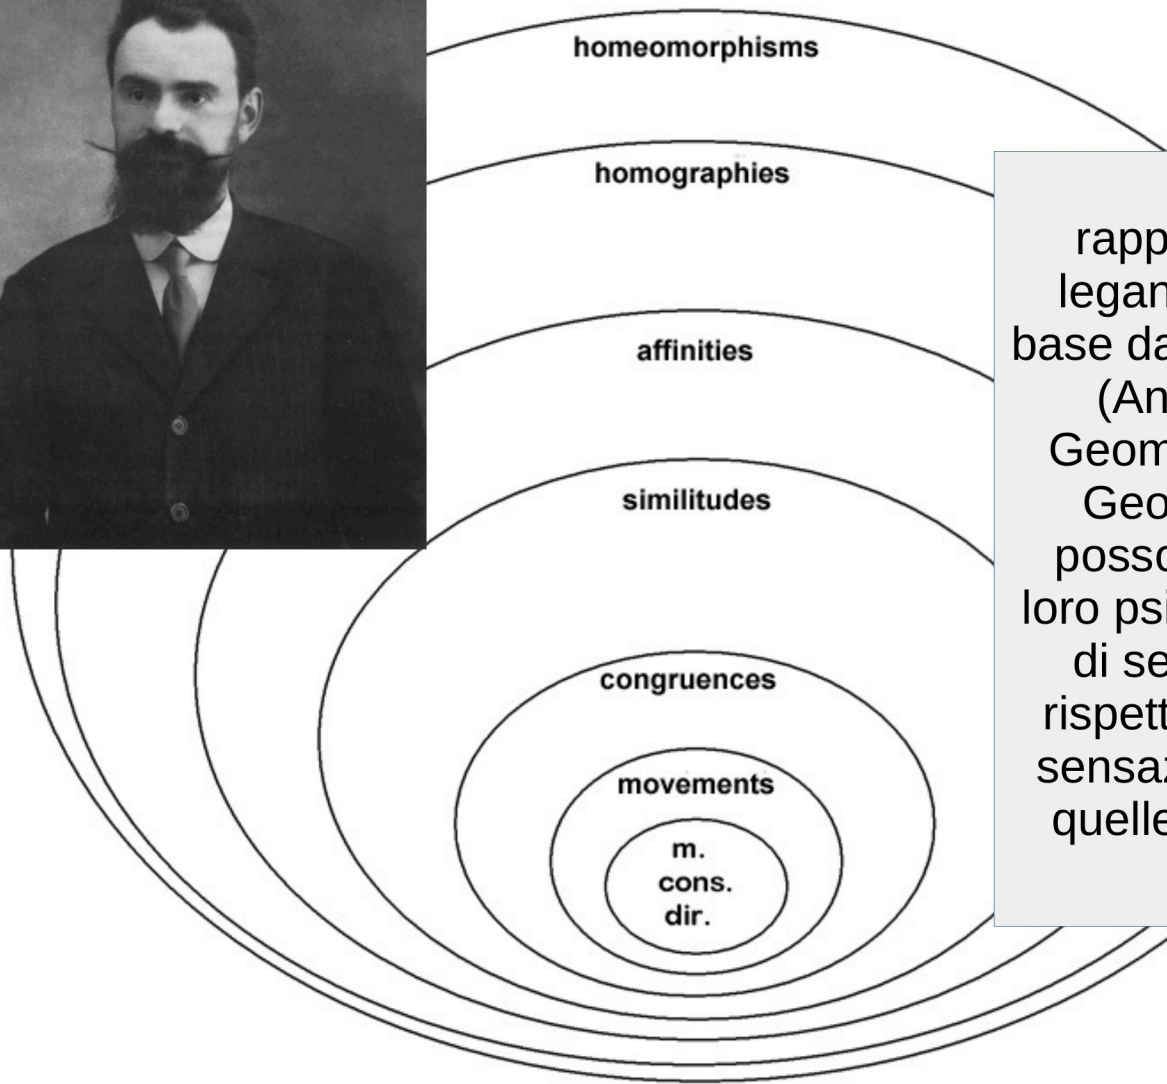 homeomorphisms
homographies
affinities
similitudes
congruences
movements
m.
cons.
dir.
rapp
legan
base da
(An
Geom
Geo
posso
loro psi
di se
rispett
sensaz
quelle